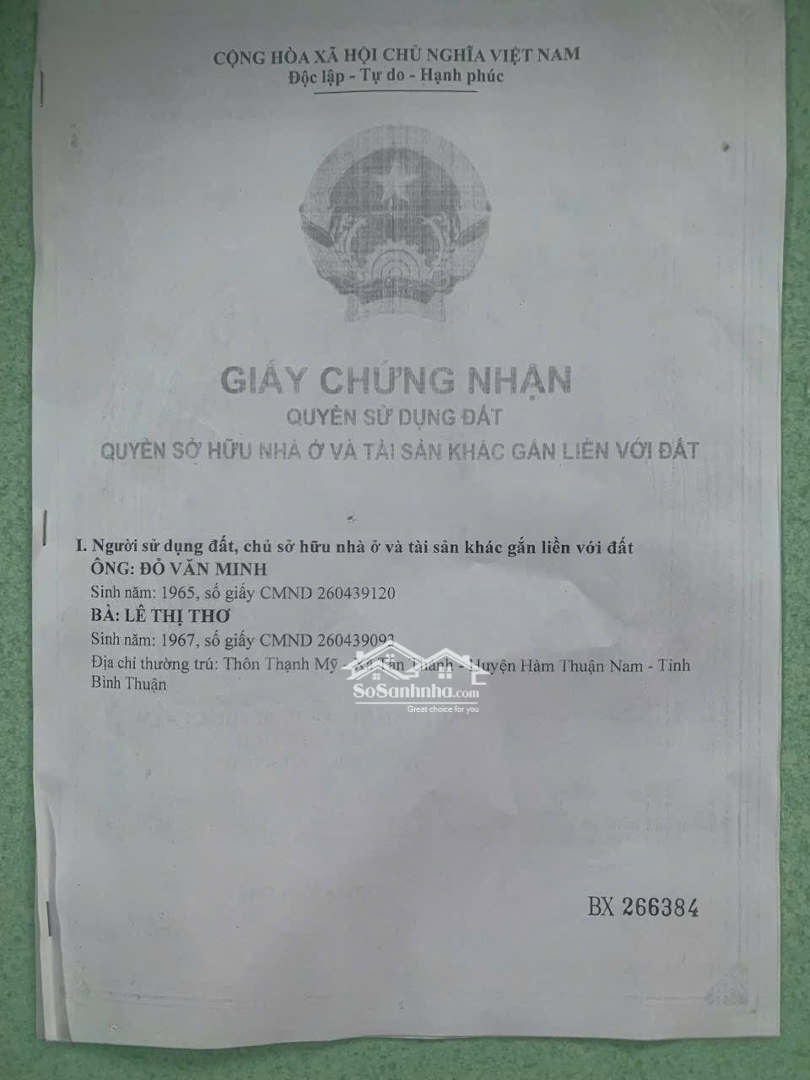 CỘNG HÒA XÃ HỘI CHỦ NGHĨA VIỆT NAM
Độc lập - Tự do - Hạnh phúc
GIẤY CHỨNG NHẬN
QUYỀN SỬ DỤNG ĐẤT
QUYỀN SỞ HỮU NHÀ Ở VÀ TÀI SẢN KHÁC GẮN LIỀN VỚI ĐẤT
I. Người sử dụng đất, chủ sở hữu nhà ở và tài sản khác gắn liền với đất
ÔNG: ĐỖ VĂN MINH
Sinh năm: 1965, số giấy CMND 260439120
BÀ: LÊ THỊ THƠ
Sinh năm: 1967, số giấy CMND 260439093
Địa chỉ thường trú: Thôn Thạnh Mỹ - Xã Tân Thành - Huyện Hàm Thuận Nam - Tỉnh
Bình Thuận
SoSanhnha.com
Great choice for you
BX 266384